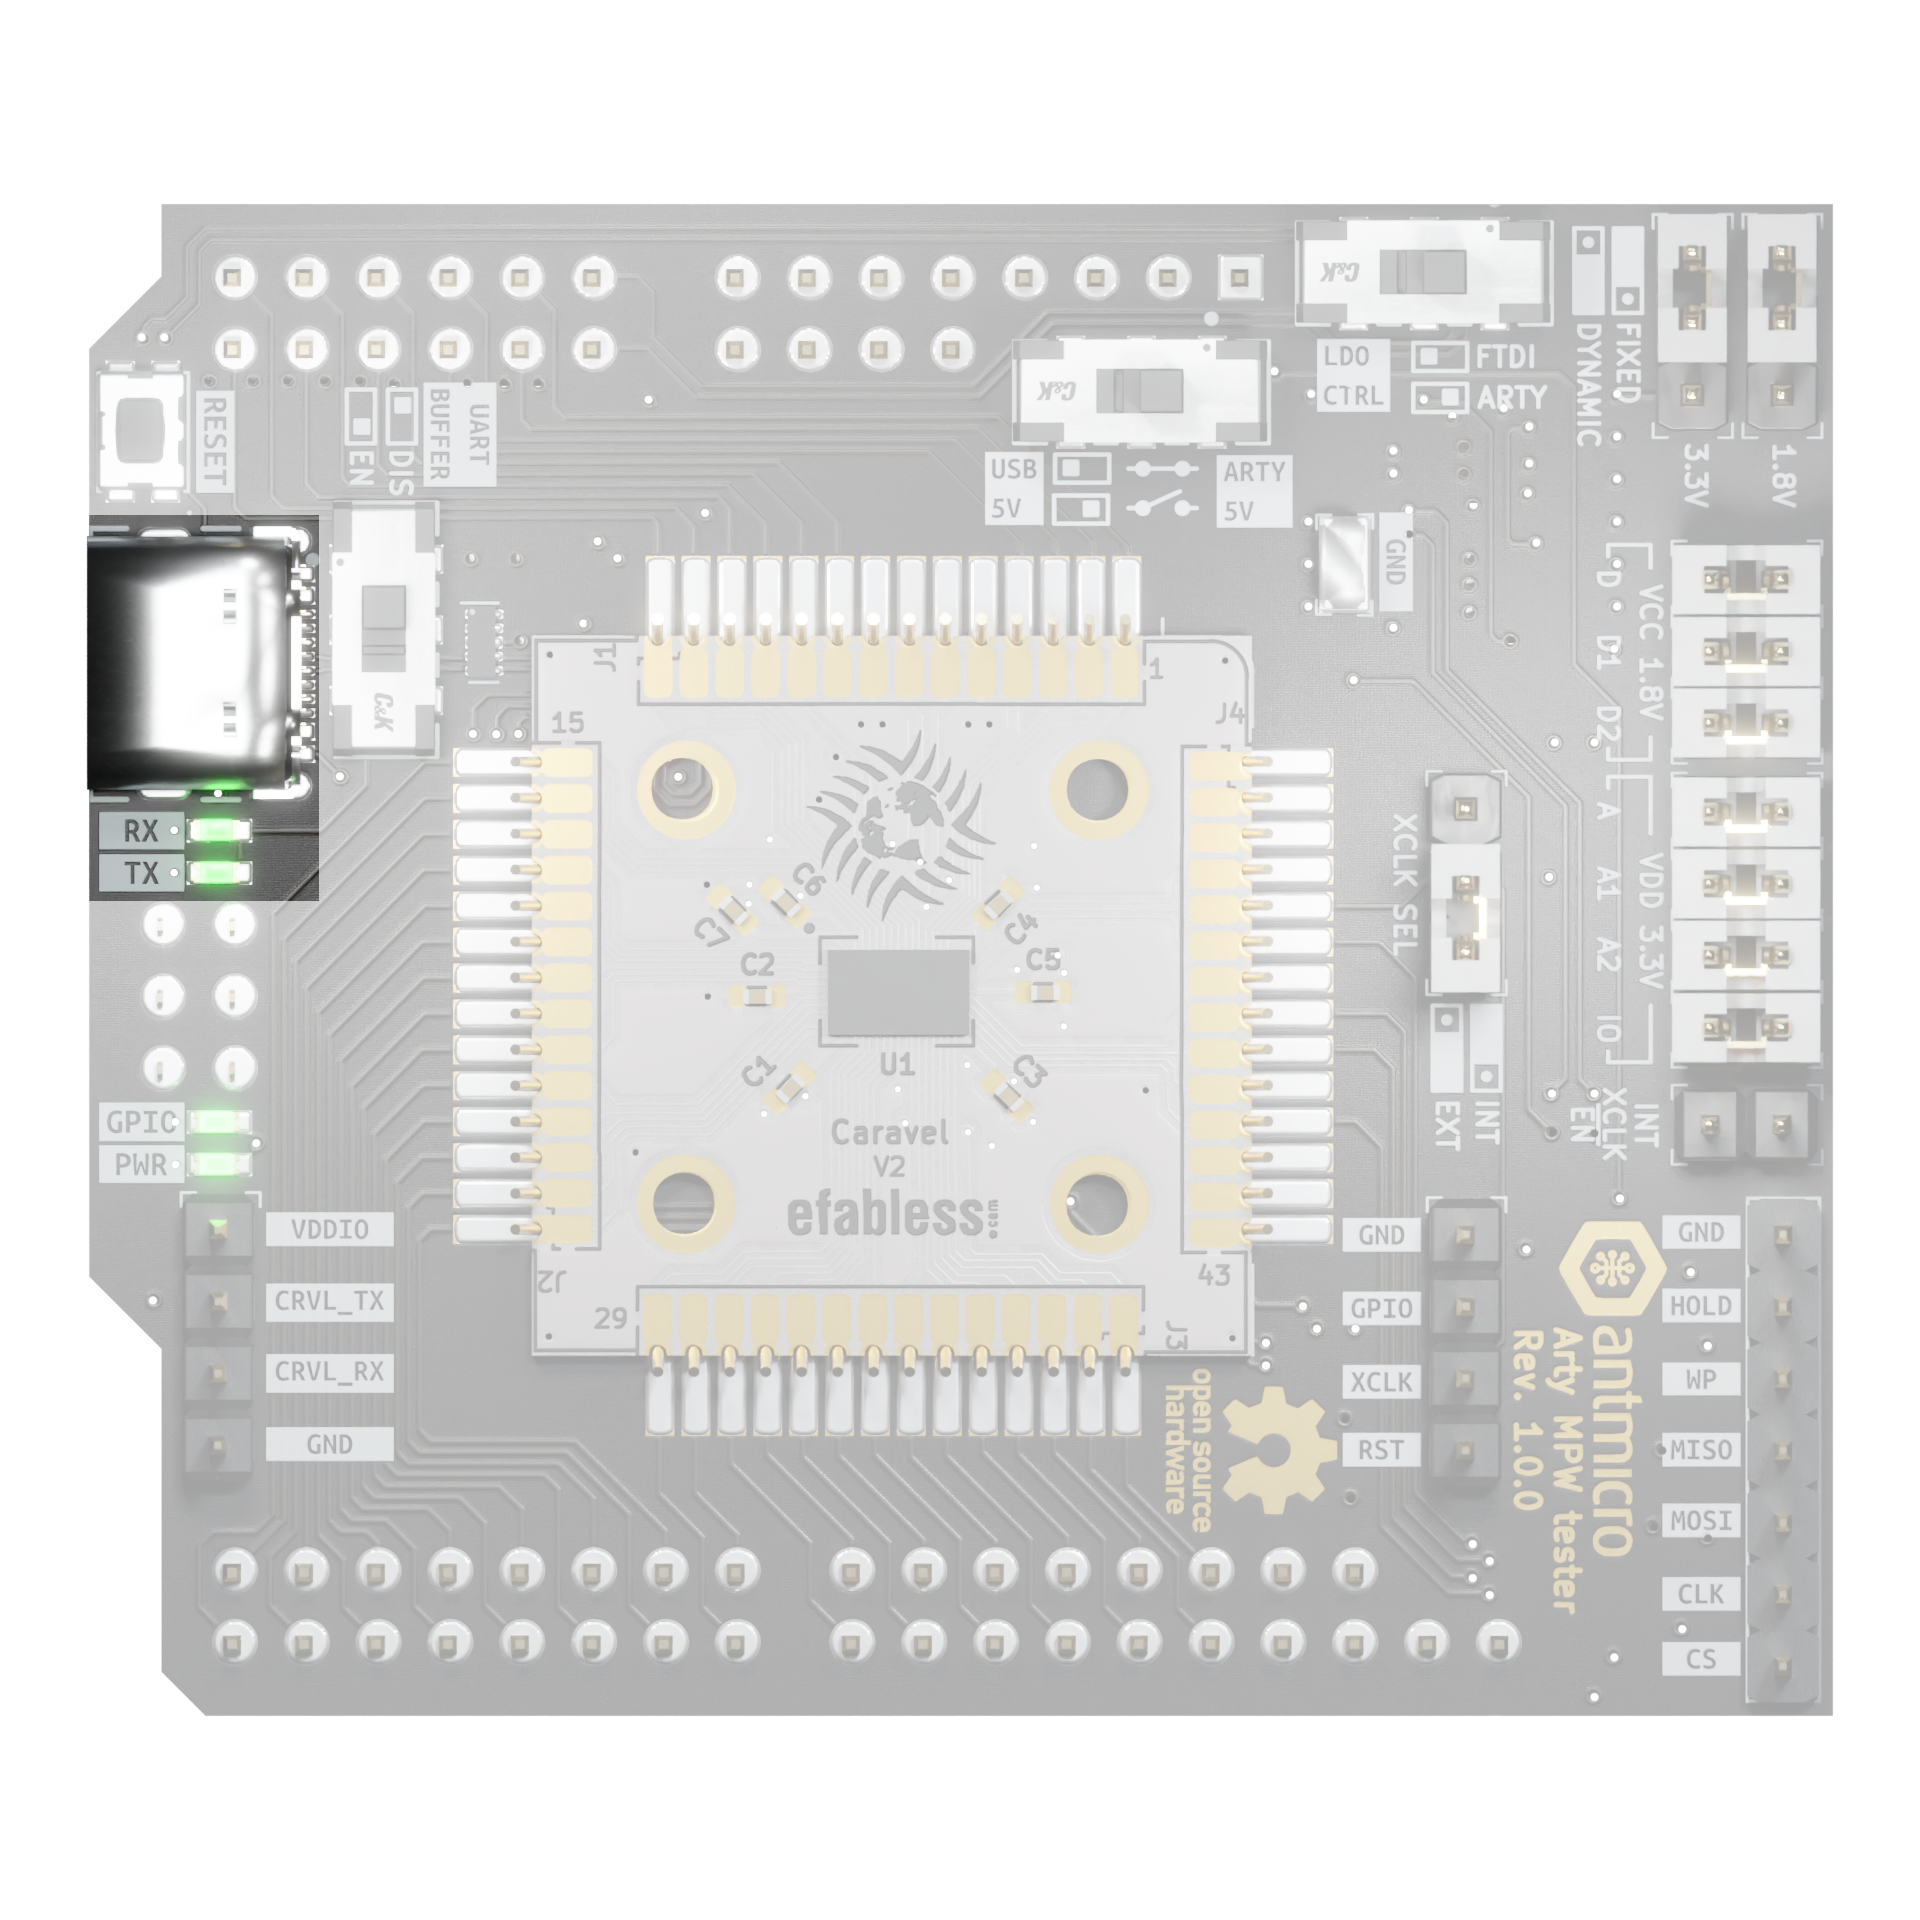 C&K
FIXED
DYNAMIC
LDO
CTRL
FTDI
ARTY
C&K
RESET
EN
DIS
UART
BUFFER
USB
5V
ARTY
5V
3.3V
1.8V
GND
C&K
J1
1
15
J4
D
D1
D2
VCC 1.8V
RX
TX
A
A1
A2
IO
VDD 3.3V
XCLK SEL
C7
C6
C4
C2
C5
U1
C1
C3
GPIO
PWR
EXT
INT
INT
XCLK
EN
Caravel
V2
efabless.com
VDDIO
CRVL_TX
CRVL_RX
GND
J2
29
43
J3
GND
GPIO
XCLK
RST
open source
hardware
antmicro
Arty MPW tester
Rev. 1.0.0
GND
HOLD
WP
MISO
MOSI
CLK
CS